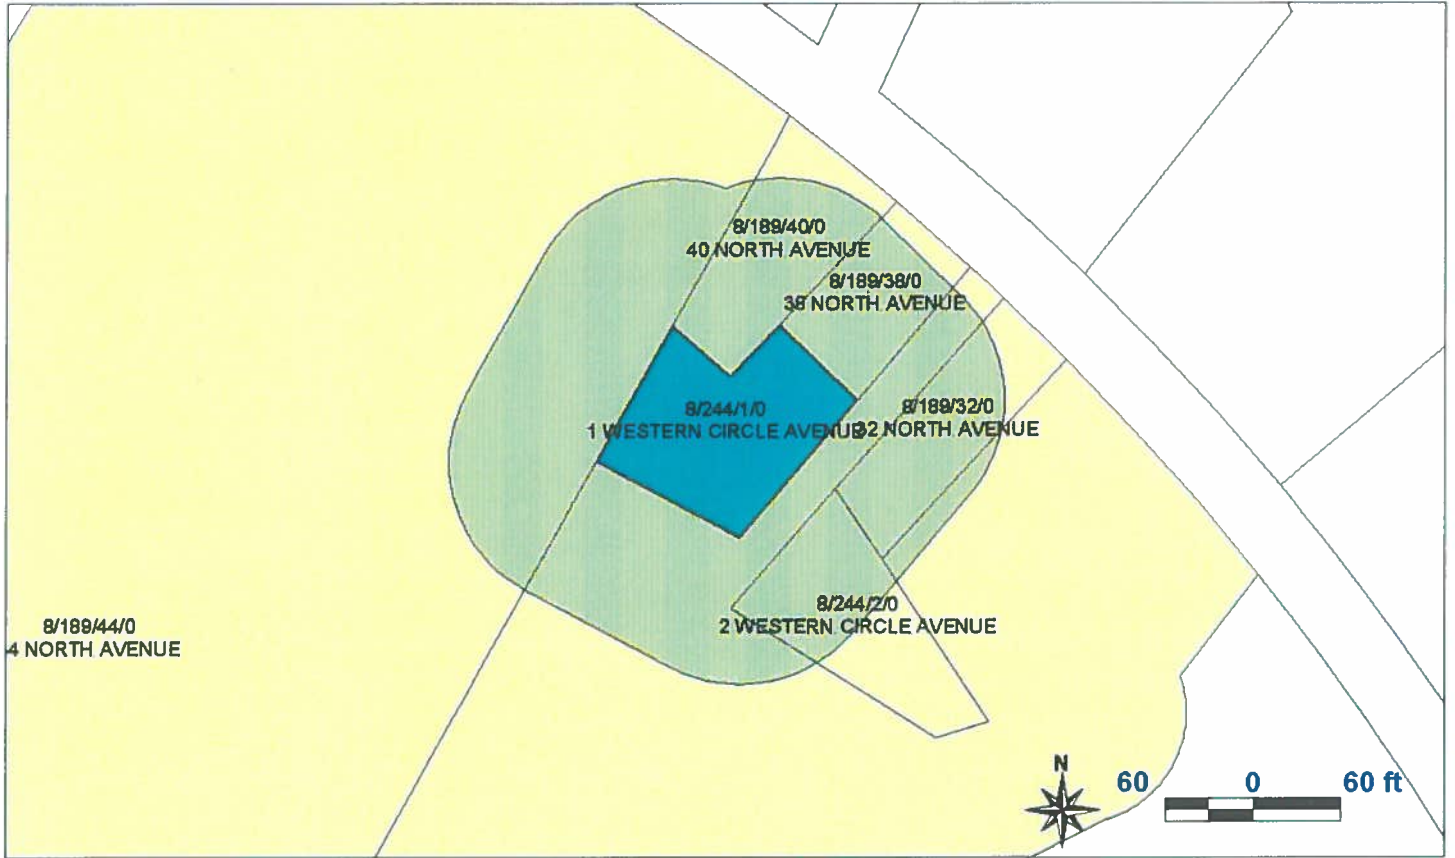 8/189/40/0
40 NORTH AVENUE
8/189/38/0
38 NORTH AVENUE
8/244/1/0
1 WESTERN CIRCLE AVENUE
8/189/32/0
32 NORTH AVENUE
8/244/2/0
2 WESTERN CIRCLE AVENUE
8/189/44/0
4 NORTH AVENUE
N
60 0 60 ft